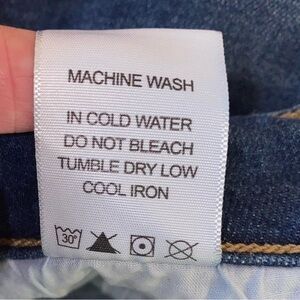 MACHINE WASH
IN COLD WATER
DO NOT BLEACH
TUMBLE DRY LOW
COOL IRON
30°